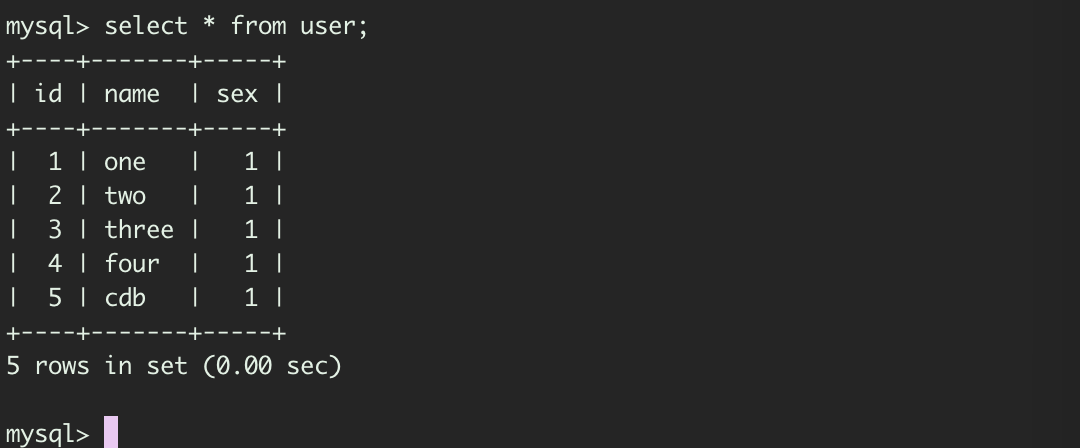 mysql> select * from user;
+----+-------+-----+
| id | name  | sex |
+----+-------+-----+
|  1 | one   |   1 |
|  2 | two   |   1 |
|  3 | three |   1 |
|  4 | four  |   1 |
|  5 | cdb   |   1 |
+----+-------+-----+
5 rows in set (0.00 sec)
mysql>